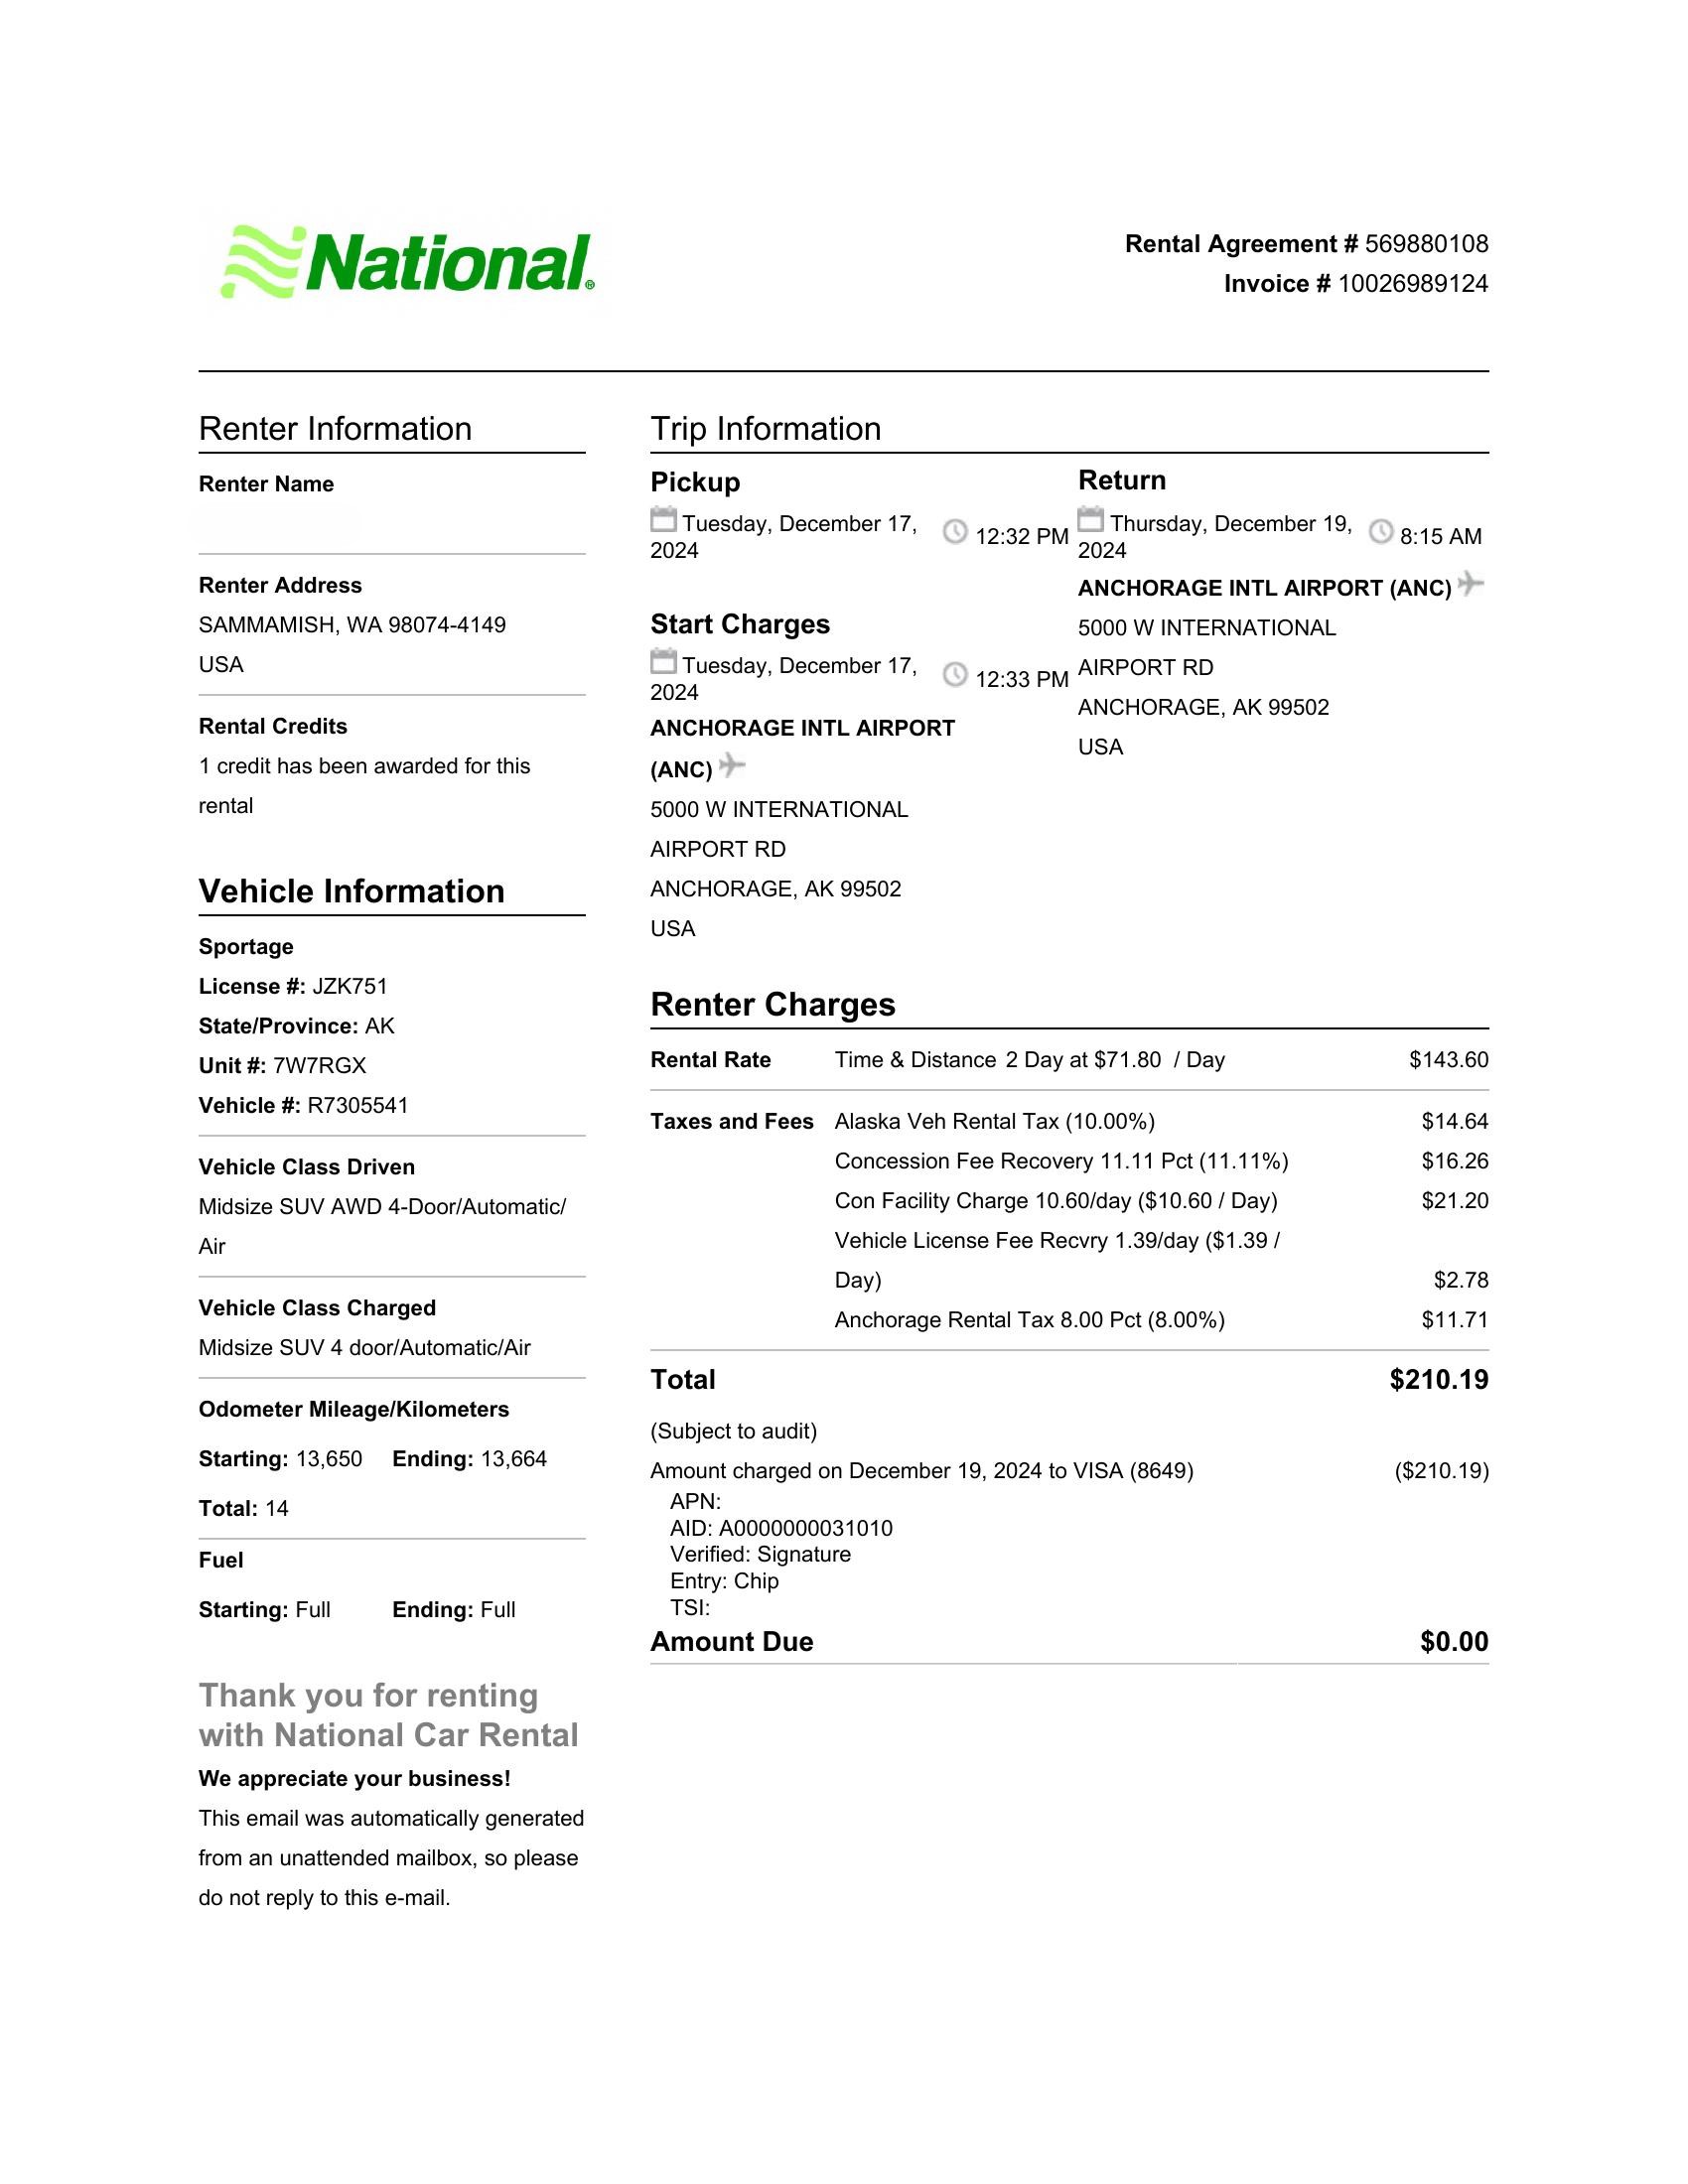 National®
Rental Agreement # 569880108
Invoice # 10026989124
Renter Information
Renter Name
Renter Address
SAMMAMISH, WA 98074-4149
USA
Rental Credits
1 credit has been awarded for this
rental
Vehicle Information
Sportage
License #: JZK751
State/Province: AK
Unit #: 7W7RGX
Vehicle #: R7305541
Vehicle Class Driven
Midsize SUV AWD 4-Door/Automatic/
Air
Vehicle Class Charged
Midsize SUV 4 door/Automatic/Air
Odometer Mileage/Kilometers
Starting: 13,650 Ending: 13,664
Total: 14
Fuel
Starting: Full Ending: Full
Thank you for renting
with National Car Rental
We appreciate your business!
This email was automatically generated
from an unattended mailbox, so please
do not reply to this e-mail.
Trip Information
Pickup
Tuesday, December 17,
2024
12:32 PM
Start Charges
Tuesday, December 17,
2024
12:33 PM
ANCHORAGE INTL AIRPORT
(ANC)
5000 W INTERNATIONAL
AIRPORT RD
ANCHORAGE, AK 99502
USA
Return
Thursday, December 19,
2024
8:15 AM
ANCHORAGE INTL AIRPORT (ANC)
5000 W INTERNATIONAL
AIRPORT RD
ANCHORAGE, AK 99502
USA
Renter Charges
Rental Rate Time & Distance 2 Day at $71.80 / Day $143.60
Taxes and Fees Alaska Veh Rental Tax (10.00%) $14.64
Concession Fee Recovery 11.11 Pct (11.11%) $16.26
Con Facility Charge 10.60/day ($10.60 / Day) $21.20
Vehicle License Fee Recvry 1.39/day ($1.39 /
Day) $2.78
Anchorage Rental Tax 8.00 Pct (8.00%) $11.71
Total $210.19
(Subject to audit)
Amount charged on December 19, 2024 to VISA (8649) ($210.19)
APN:
AID: A0000000031010
Verified: Signature
Entry: Chip
TSI:
Amount Due $0.00